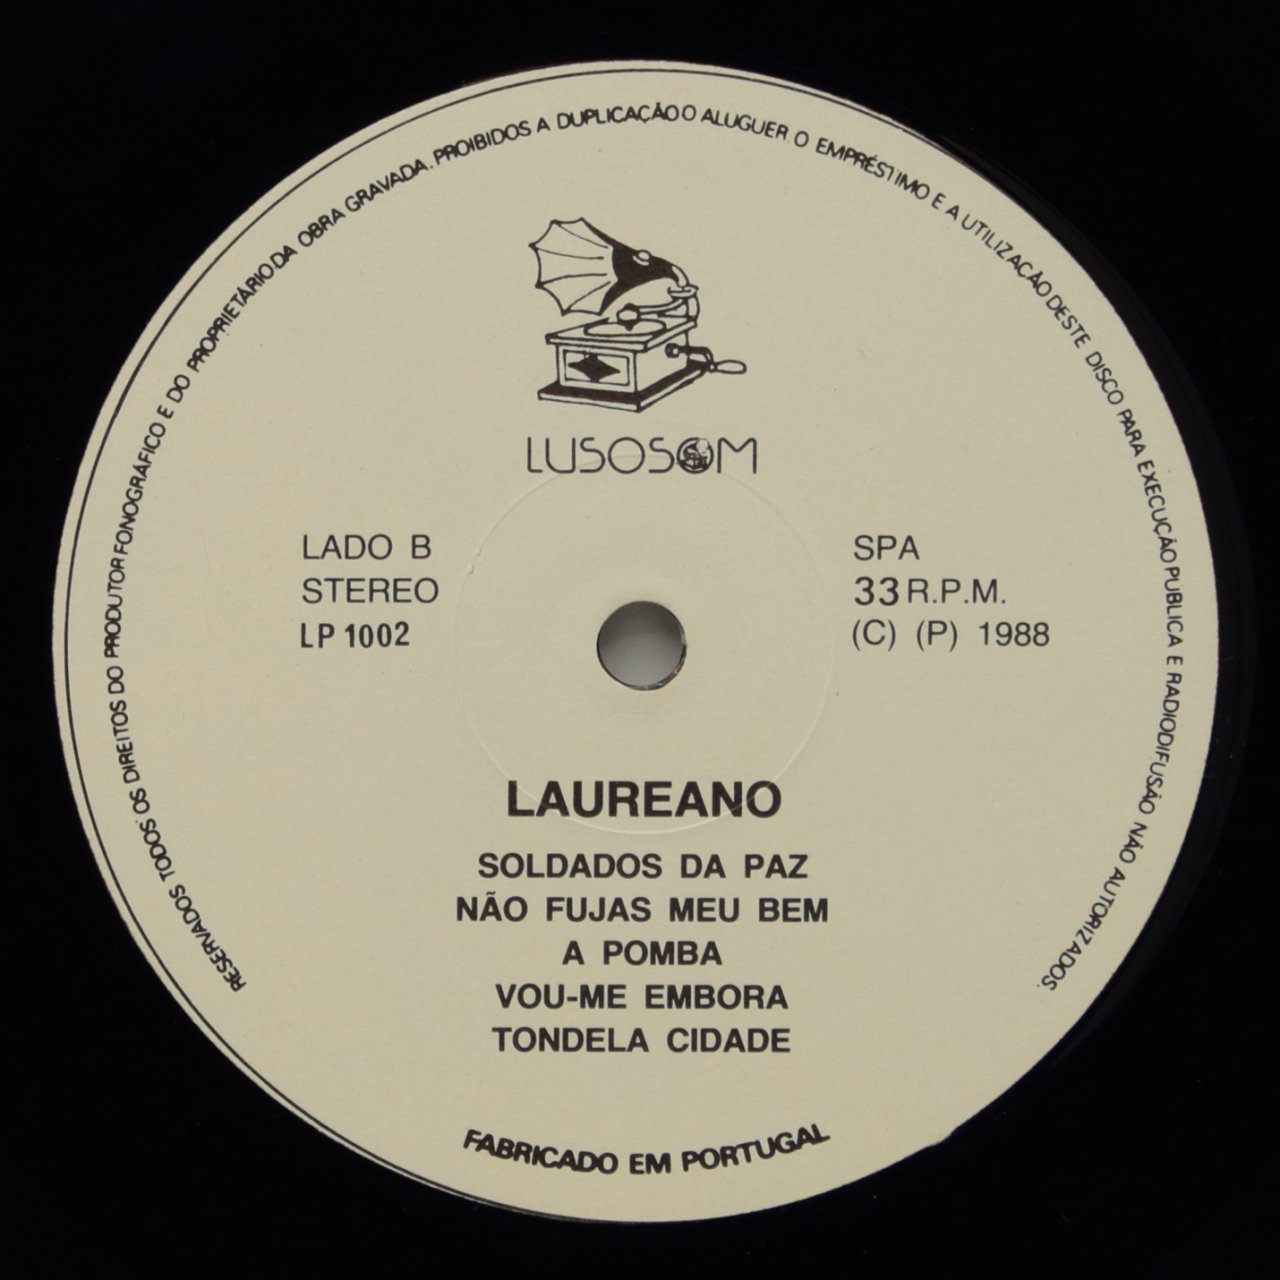 RESERVADOS TODOS OS DIREITOS DO PRODUTOR FONOGRÁFICO E DO PROPRIETÁRIO DA OBRA GRAVADA. PROIBIDOS A DUPLICAÇÃO O ALUGUER. O EMPRÉSTIMO E A UTILIZAÇÃO DESTE DISCO PARA EXECUÇÃO PÚBLICA E RADIODIFUSÃO NÃO AUTORIZADOS.
LUSOSOM
LADO B
STEREO
LP 1002
SPA
33 R.P.M.
(C) (P) 1988
LAUREANO
SOLDADOS DA PAZ
NÃO FUJAS MEU BEM
A POMBA
VOU-ME EMBORA
TONDELA CIDADE
FABRICADO EM PORTUGAL